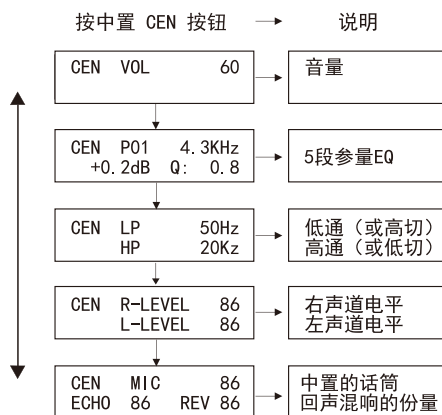 按中置 CEN 按钮 说明
CEN VOL 60 音量
CEN P01 4.3KHz
+0.2dB Q: 0.8
5段参量EQ
CEN LP 50Hz
HP 20Kz
低通（或高切）
高通（或低切）
CEN R-LEVEL 86
L-LEVEL 86
右声道电平
左声道电平
CEN MIC 86
ECHO 86 REV 86
中置的话筒
回声混响的份量